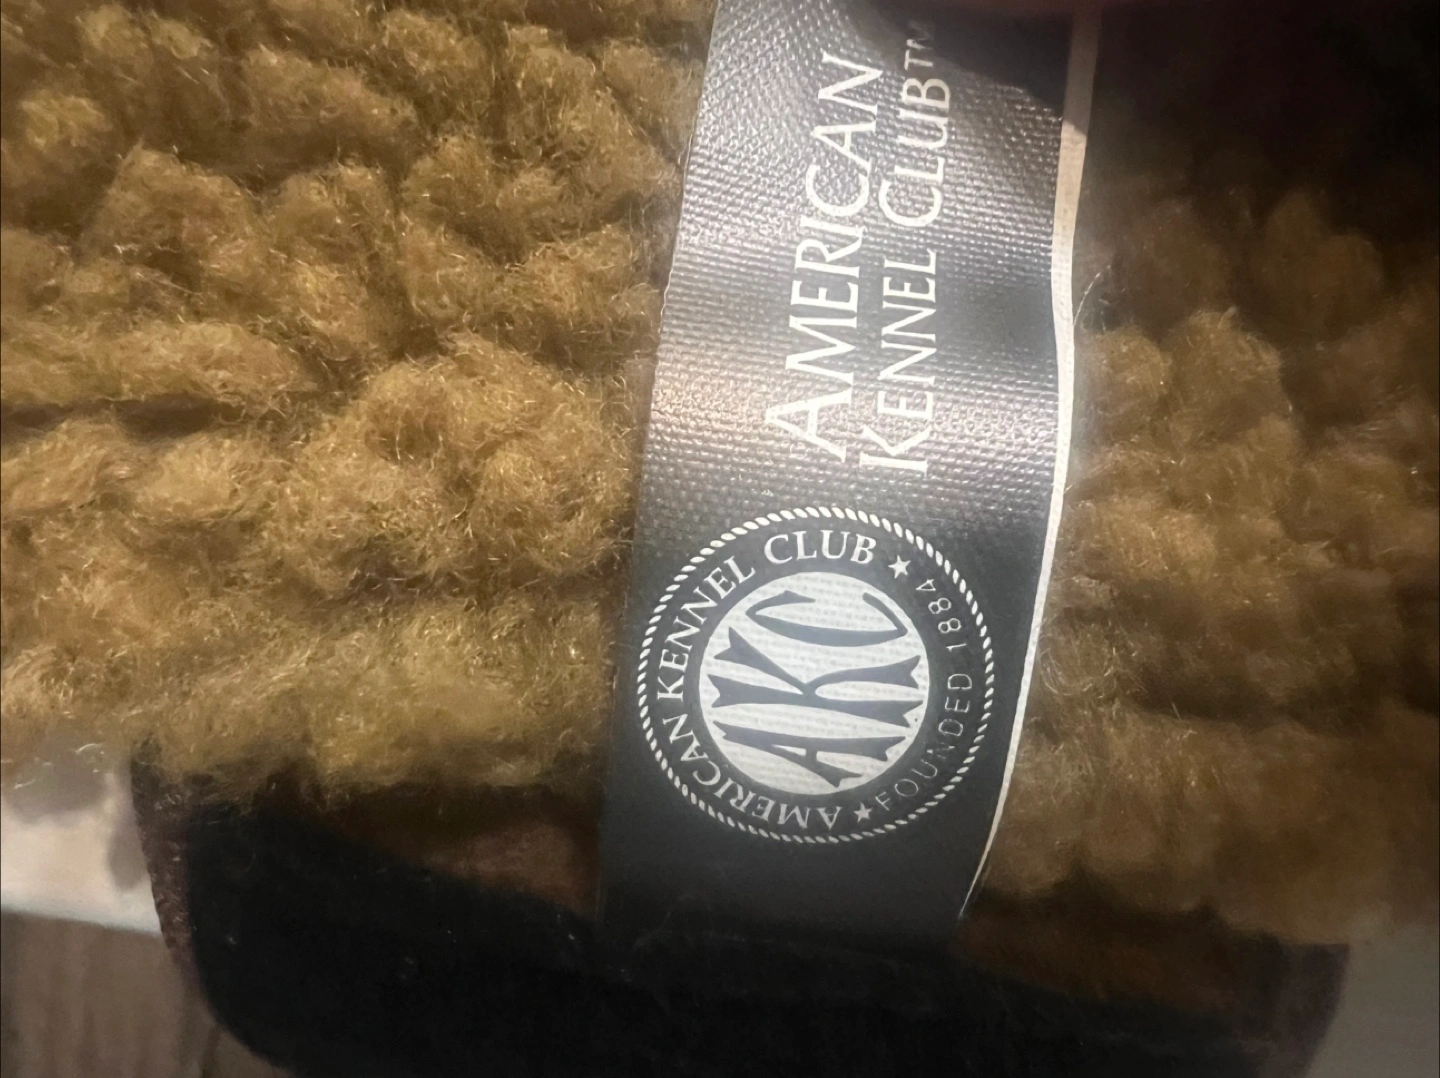 AMERICAN
KENNEL CLUB™
AMERICAN KENNEL CLUB ★
FOUNDED 1884 ★
AKC